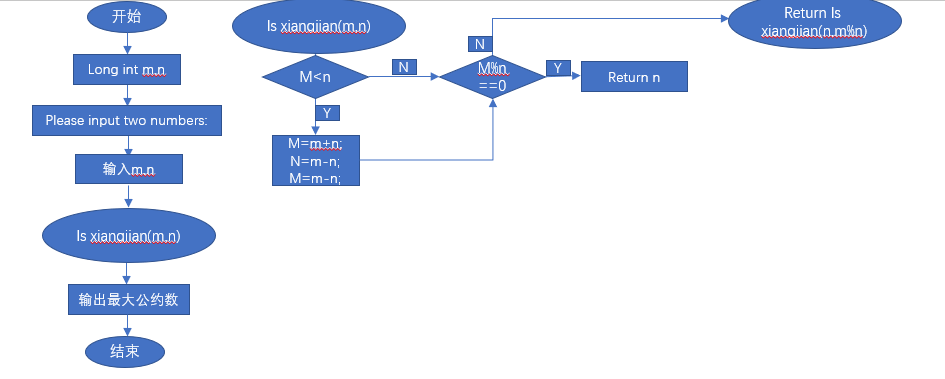 开始
Long int m.n
Please input two numbers:
输入m.n
Is xiangjian(m.n)
输出最大公约数
结束
Is xiangjian(m.n)
M<n
N
Y
M=m+n;
N=m-n;
M=m-n;
N
M%n
==0
Y
Return n
Return Is
xiangjian(n.m%n)